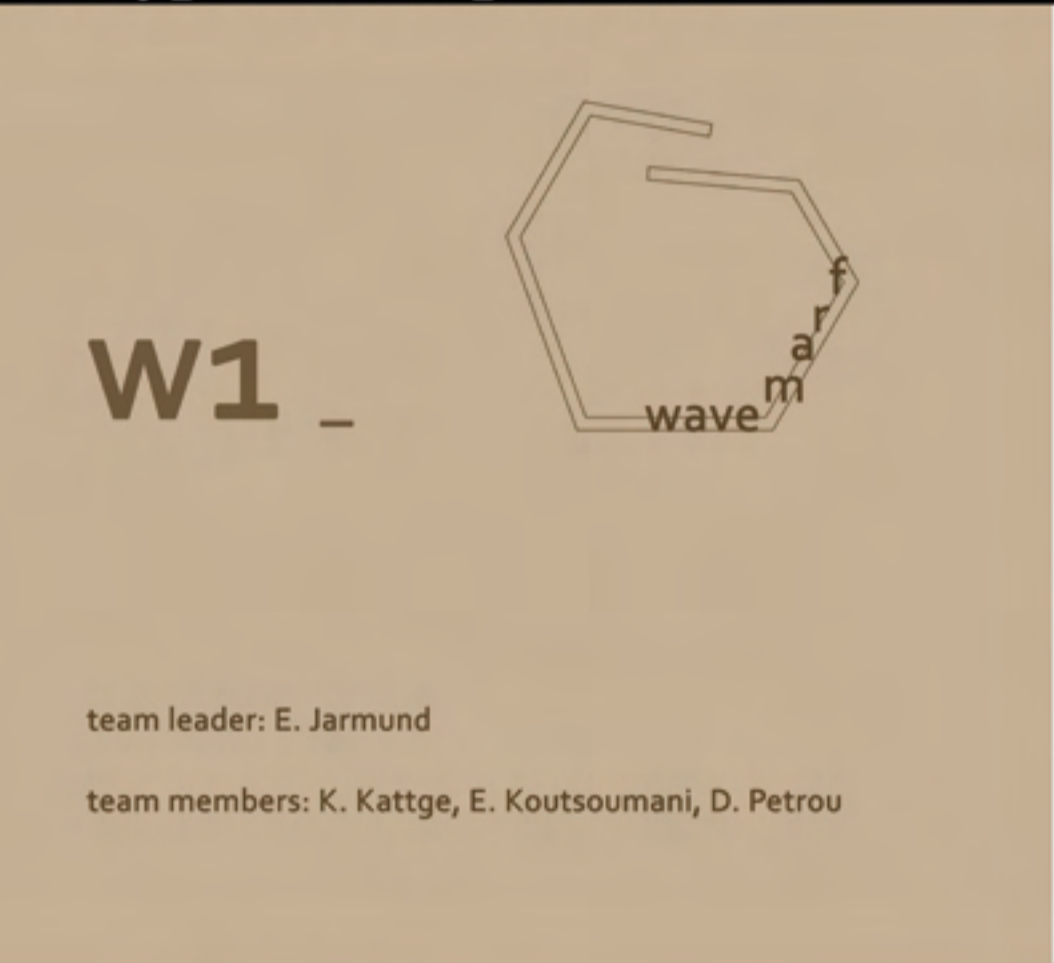 W1 _
wave
m
a
r
f
team leader: E. Jarmund
team members: K. Kattge, E. Koutsoumani, D. Petrou